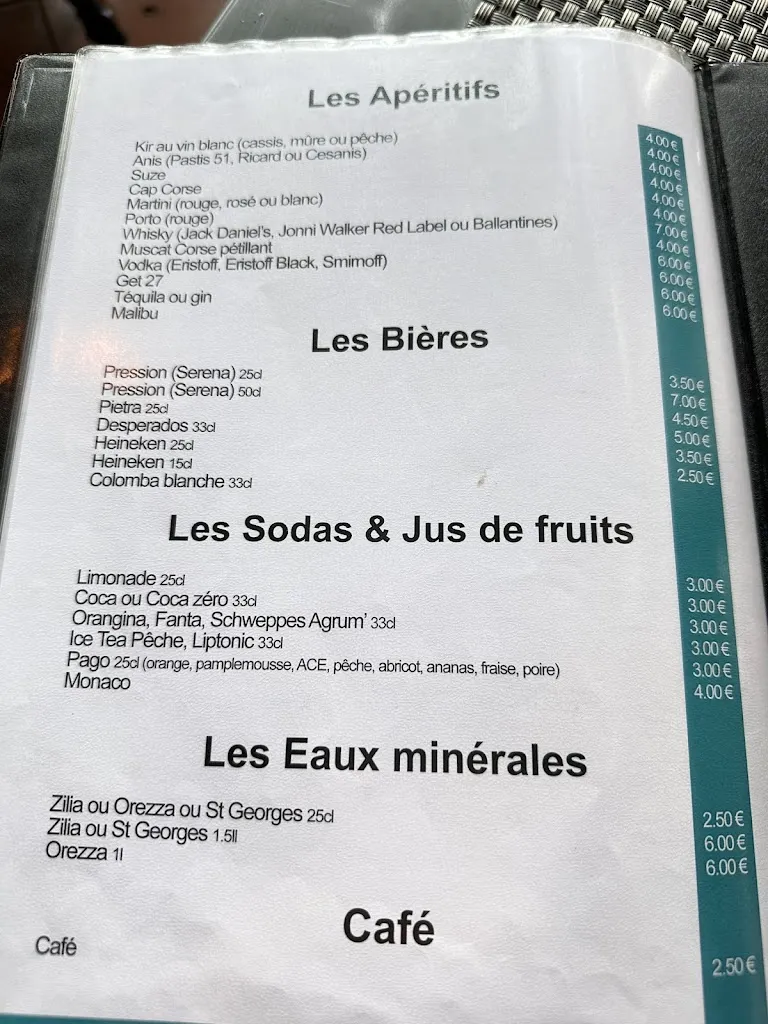 Les Apéritifs
Kir au vin blanc (cassis, mûre ou pêche) 4.00 €
Anis (Pastis 51, Ricard ou Cesanis) 4.00 €
Suze 4.00 €
Cap Corse 4.00 €
Martini (rouge, rosé ou blanc) 4.00 €
Porto (rouge) 4.00 €
Whisky (Jack Daniel's, Jonni Walker Red Label ou Ballantines) 7.00 €
Muscat Corse pétillant 4.00 €
Vodka (Eristoff, Eristoff Black, Smirnoff) 6.00 €
Get 27 6.00 €
Téquila ou gin 6.00 €
Malibu 6.00 €
Les Bières
Pression (Serena) 25cl 3.50 €
Pression (Serena) 50cl 7.00 €
Pietra 25cl 4.50 €
Desperados 33cl 5.00 €
Heineken 25cl 3.50 €
Heineken 15cl 2.50 €
Colomba blanche 33cl
Les Sodas & Jus de fruits
Limonade 25cl 3.00 €
Coca ou Coca zéro 33cl 3.00 €
Orangina, Fanta, Schweppes Agrum' 33cl 3.00 €
Ice Tea Pêche, Liptonic 33cl 3.00 €
Pago 25cl (orange, pamplemousse, ACE, pêche, abricot, ananas, fraise, poire) 3.00 €
Monaco 4.00 €
Les Eaux minérales
Zilia ou Orezza ou St Georges 25cl 2.50 €
Zilia ou St Georges 1.5ll 6.00 €
Orezza 1l 6.00 €
Café
Café 2.50 €